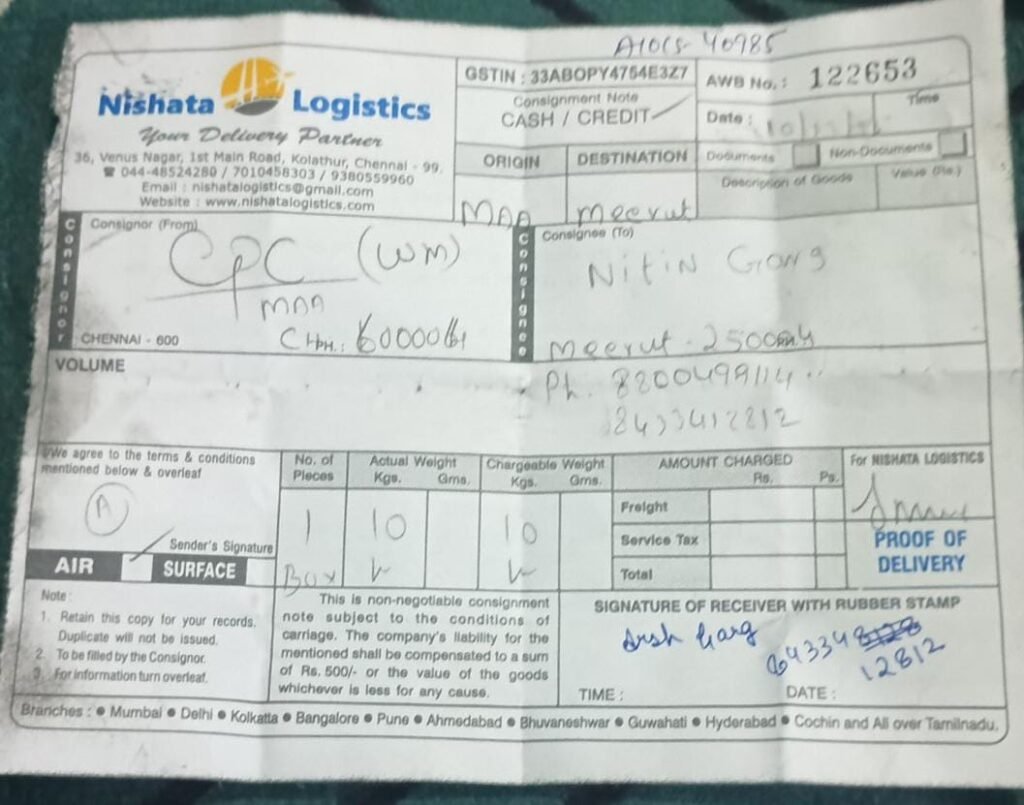 A10CS 40985
Nishata Logistics
Your Delivery Partner
36, Venus Nagar, 1st Main Road, Kolathur, Chennai - 99.
☎ 044-48524280 / 7010458303 / 9380559960
Email : nishatalogistics@gmail.com
Website : www.nishatalogistics.com
GSTIN : 33ABOPY4754E3Z7
Consignment Note
CASH / CREDIT
ORIGIN DESTINATION
MAA Meerut
AWB No. : 122653
Date : Time
Documents Non-Documents
Description of Goods Value (Rs.)
Consignor
Consignor (From)
CPC (WM)
MAA
CHENNAI - 600
Consignee
Consignee (To)
Nitin Garg
Meerut -
Ph. 8800499114
8433412812
VOLUME
We agree to the terms & conditions
mentioned below & overleaf
A
Sender's Signature
AIR SURFACE
No. of Pieces
1
Box
Actual Weight
Kgs. Gms.
10
Chargeable Weight
Kgs. Gms.
10
AMOUNT CHARGED
Rs. Ps.
Freight
Service Tax
Total
For NISHATA LOGISTICS
PROOF OF
DELIVERY
Note :
1. Retain this copy for your records.
Duplicate will not be issued.
2. To be filled by the Consignor.
3. For information turn overleaf.
This is non-negotiable consignment
note subject to the conditions of
carriage. The company's liability for the
mentioned shall be compensated to a sum
of Rs. 500/- or the value of the goods
whichever is less for any cause.
SIGNATURE OF RECEIVER WITH RUBBER STAMP
Arsh Garg
12812
TIME : DATE :
Branches : ● Mumbai ● Delhi ● Kolkatta ● Bangalore ● Pune ● Ahmedabad ● Bhuvaneshwar ● Guwahati ● Hyderabad ● Cochin and All over Tamilnadu.